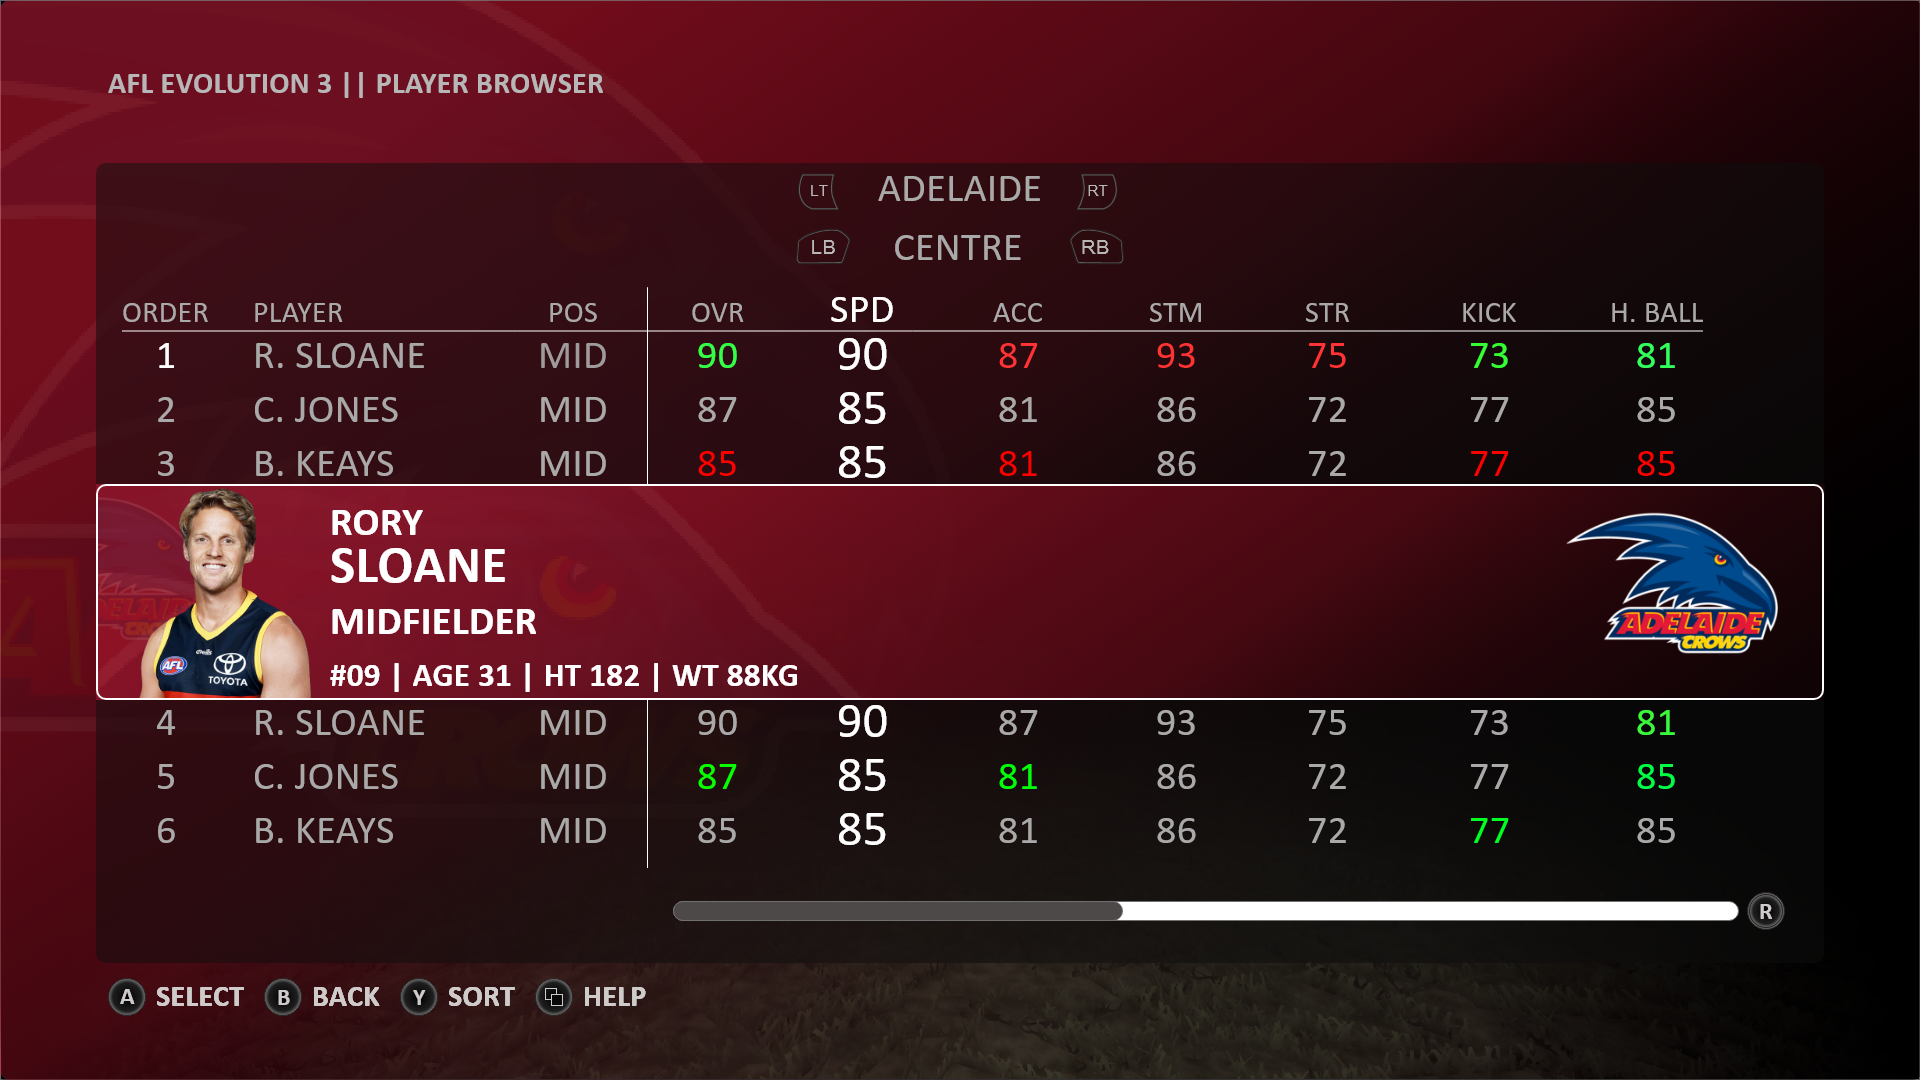 AFL EVOLUTION 3 || PLAYER BROWSER
LT ADELAIDE RT
LB CENTRE RB
ORDER PLAYER POS OVR SPD ACC STM STR KICK H. BALL
1 R. SLOANE MID 90 90 87 93 75 73 81
2 C. JONES MID 87 85 81 86 72 77 85
3 B. KEAYS MID 85 85 81 86 72 77 85
RORY
SLOANE
MIDFIELDER
#09 | AGE 31 | HT 182 | WT 88KG
AFL
TOYOTA
ADELAIDE
CROWS
4 R. SLOANE MID 90 90 87 93 75 73 81
5 C. JONES MID 87 85 81 86 72 77 85
6 B. KEAYS MID 85 85 81 86 72 77 85
R
A SELECT B BACK Y SORT HELP